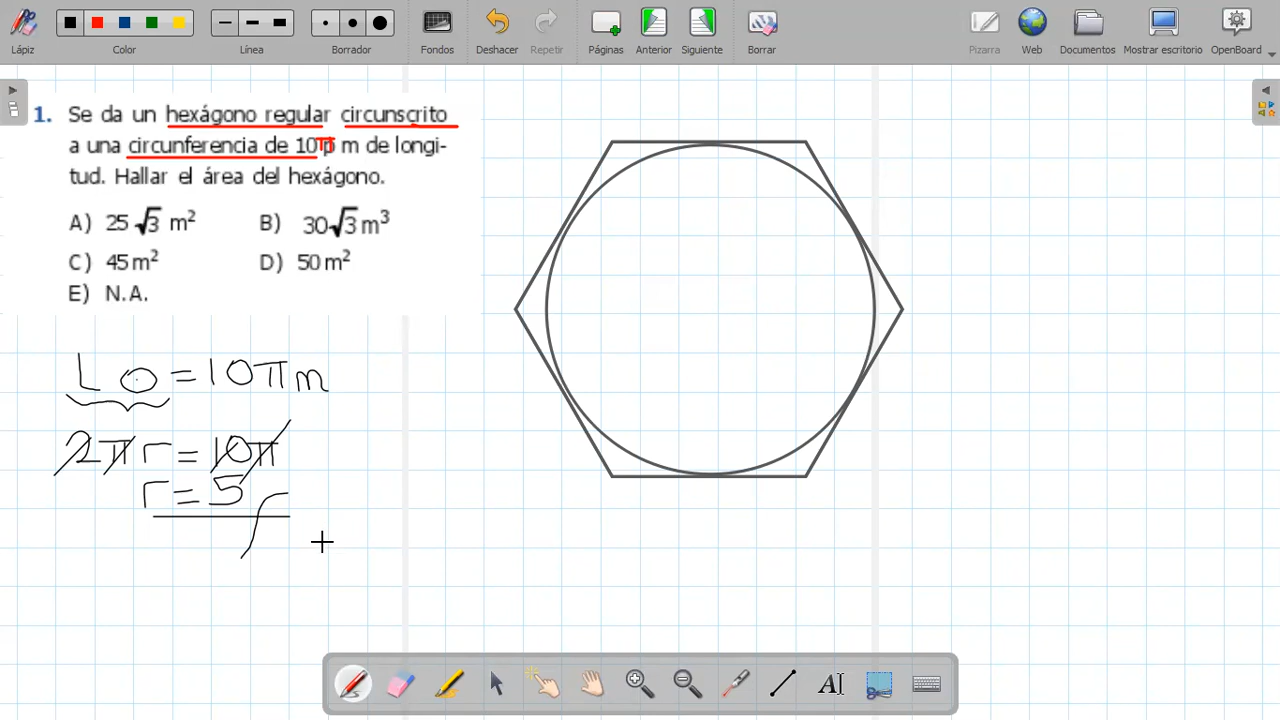 Lápiz Color Línea Borrador Fondos Deshacer Repetir Páginas Anterior Siguiente Borrar Pizarra Web Documentos Mostrar escritorio OpenBoard
1. Se da un hexágono regular circunscrito
a una circunferencia de 10π m de longi-
tud. Hallar el área del hexágono.
A) 25√3 m² B) 30√3 m³
C) 45 m² D) 50 m²
E) N.A.
L O = 10π m
2π r = 10π
r = 5